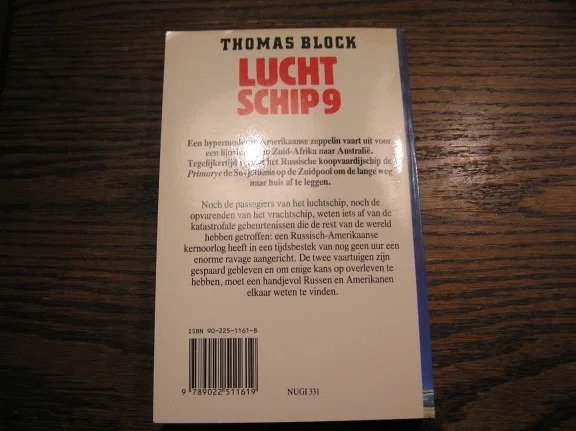 THOMAS BLOCK
LUCHT
SCHIP 9
Een hypermoderne Amerikaanse zeppelin vaart uit voor
een lijnvlucht van Zuid-Afrika naar Australië.
Tegelijkertijd het Russische koopvaardijschip de
Primorye de Sovjetbasis op de Zuidpool om de lange weg
naar huis af te leggen.
Noch de passagiers van het luchtschip, noch de
opvarenden van het vrachtschip, weten iets af van de
katastrofale gebeurtenissen die de rest van de wereld
hebben getroffen: een Russisch-Amerikaanse
kernoorlog heeft in een tijdsbestek van nog geen uur een
enorme ravage aangericht. De twee vaartuigen zijn
gespaard gebleven en om enige kans op overleven te
hebben, moet een handjevol Russen en Amerikanen
elkaar weten te vinden.
ISBN 90-225-1161-8
9 789022 511619
NUGI 331